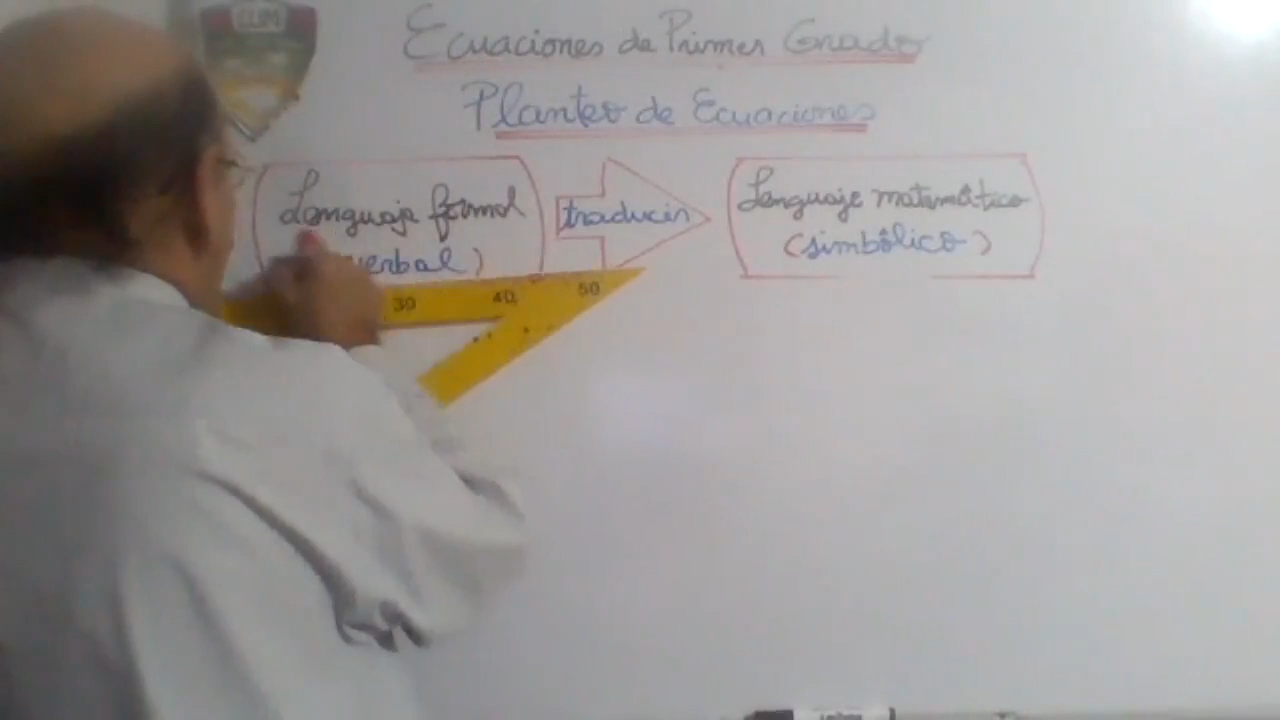 Ecuaciones de Primer Grado
Planteo de Ecuaciones
Lenguaje formal
verbal)
traducir
Lenguaje matemático
(simbólico)
30 40 50